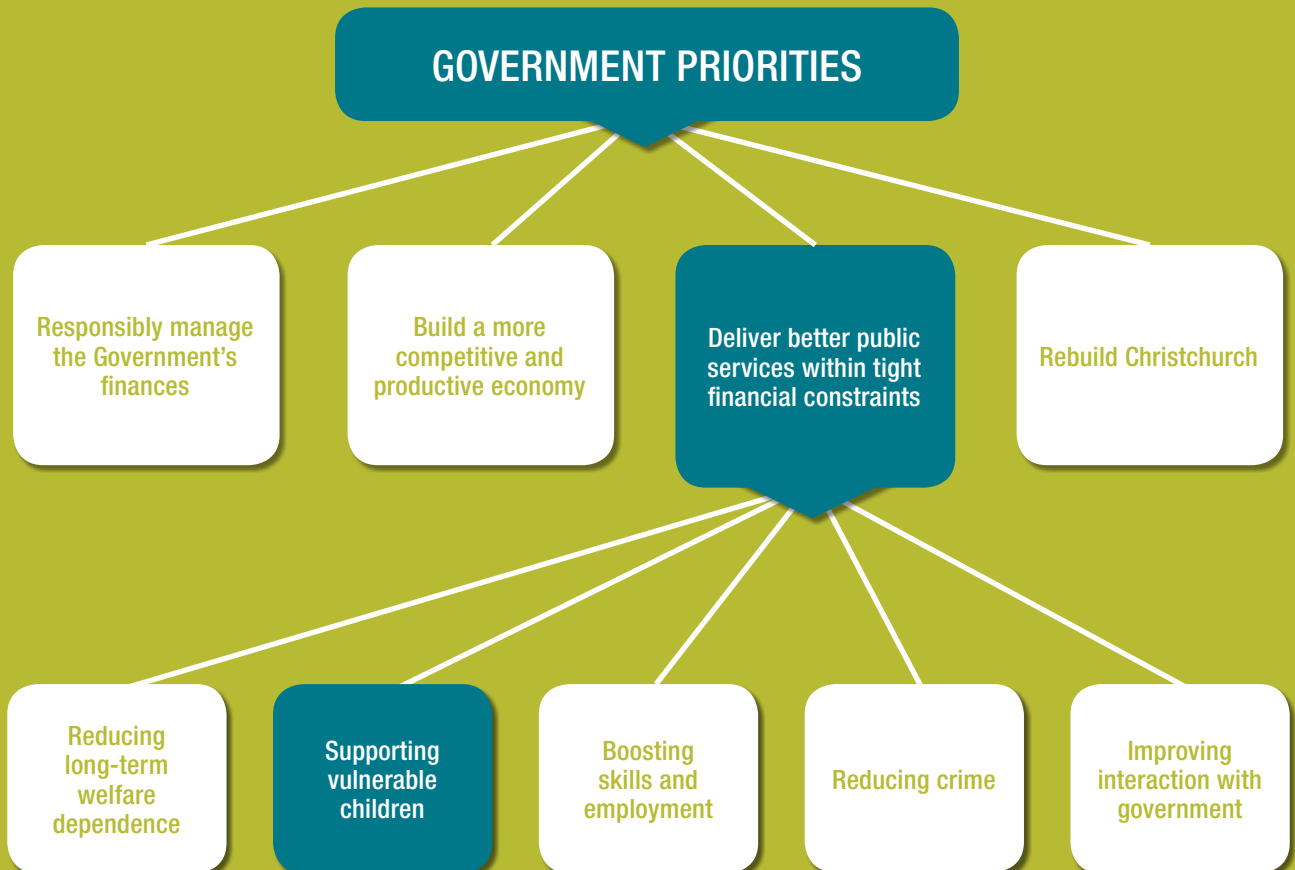 GOVERNMENT PRIORITIES
Responsibly manage
the Government’s
finances
Build a more
competitive and
productive economy
Deliver better public
services within tight
financial constraints
Rebuild Christchurch
Reducing
long-term
welfare
dependence
Supporting
vulnerable
children
Boosting
skills and
employment
Reducing crime
Improving
interaction with
government